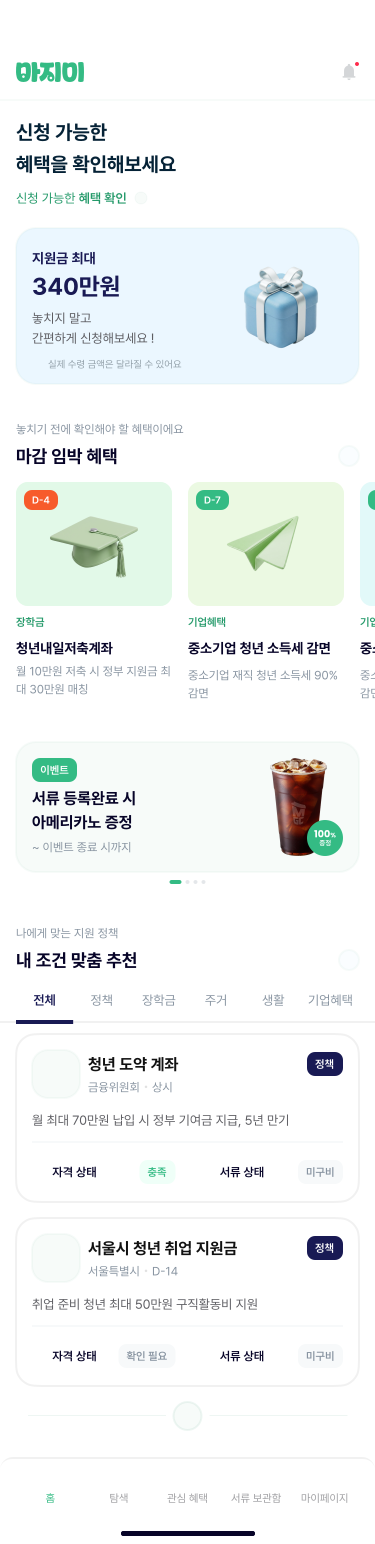 마지미
신청 가능한
혜택을 확인해보세요
신청 가능한 혜택 확인
지원금 최대
340만원
놓치지 말고
간편하게 신청해보세요 !
실제 수령 금액은 달라질 수 있어요
놓치기 전에 확인해야 할 혜택이에요
마감 임박 혜택
D-4
D-7
장학금
기업혜택
청년내일저축계좌
중소기업 청년 소득세 감면
월 10만원 저축 시 정부 지원금 최
대 30만원 매칭
중소기업 재직 청년 소득세 90%
감면
이벤트
서류 등록완료 시
아메리카노 증정
~ 이벤트 종료 시까지
100%
증정
나에게 맞는 지원 정책
내 조건 맞춤 추천
전체 정책 장학금 주거 생활 기업혜택
청년 도약 계좌
정책
금융위원회 · 상시
월 최대 70만원 납입 시 정부 기여금 지급, 5년 만기
자격 상태 충족 서류 상태 미구비
서울시 청년 취업 지원금
정책
서울특별시 · D-14
취업 준비 청년 최대 50만원 구직활동비 지원
자격 상태 확인 필요 서류 상태 미구비
홈 탐색 관심 혜택 서류 보관함 마이페이지